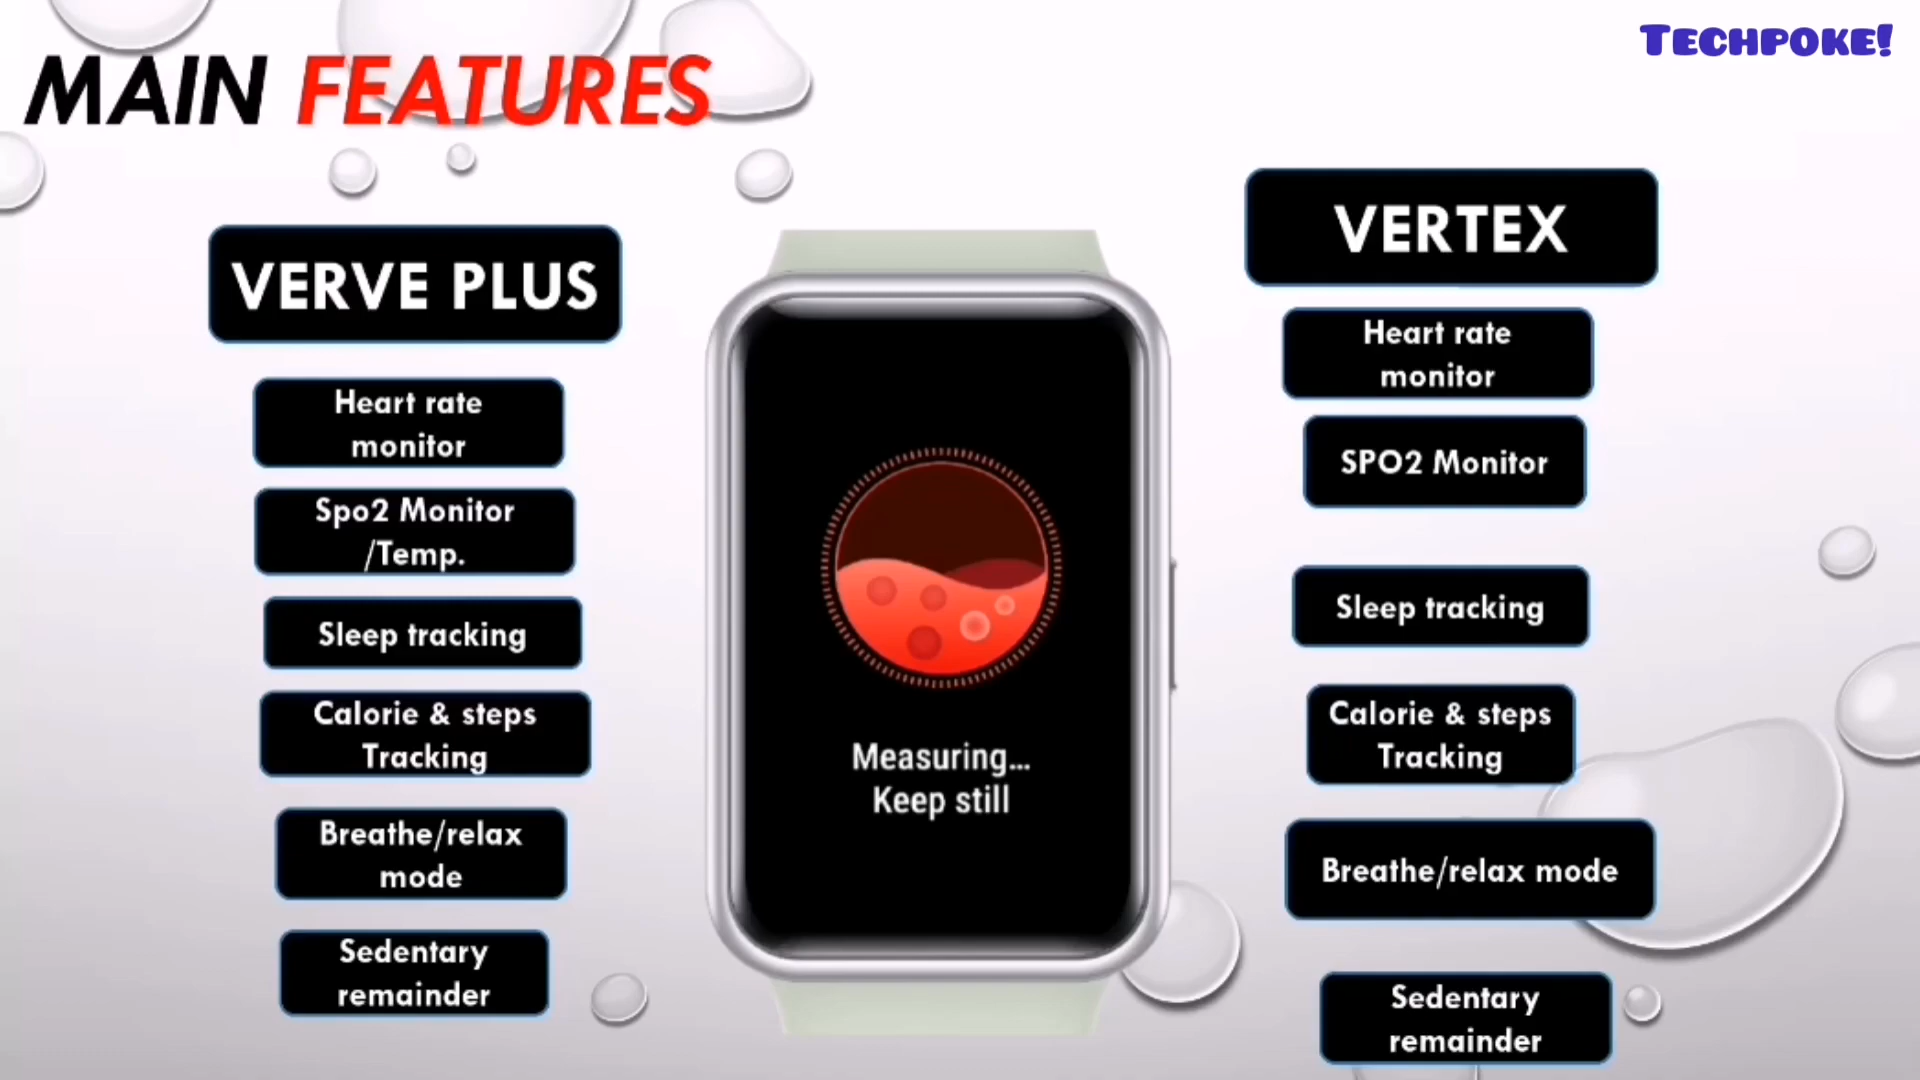 MAIN FEATURES
TECHPOKE!
VERVE PLUS
Heart rate
monitor
Spo2 Monitor
/Temp.
Sleep tracking
Calorie & steps
Tracking
Breathe/relax
mode
Sedentary
remainder
Measuring...
Keep still
VERTEX
Heart rate
monitor
SPO2 Monitor
Sleep tracking
Calorie & steps
Tracking
Breathe/relax mode
Sedentary
remainder